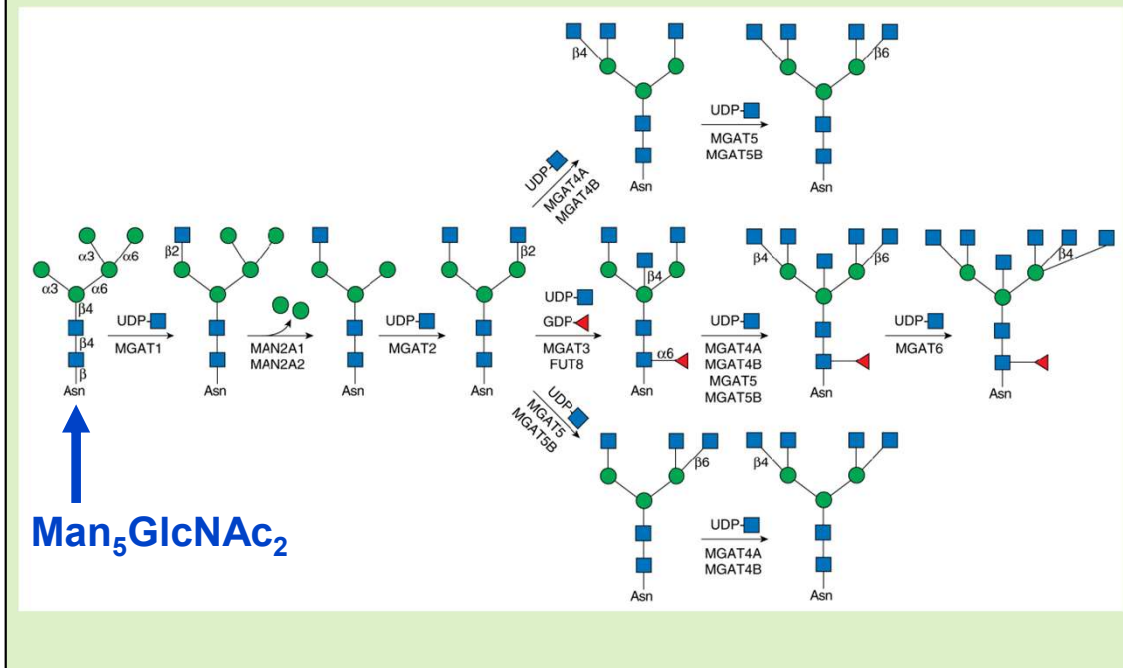 β4
β6
UDP-
MGAT5
MGAT5B
UDP-
MGAT4A
MGAT4B
Asn
Asn
β2
α3
α6
α3
α6
β4
β4
β
Asn
UDP-
MGAT1
Asn
MAN2A1
MAN2A2
Asn
UDP-
MGAT2
β2
Asn
UDP-
GDP-
MGAT3
FUT8
β4
α6
Asn
UDP-
MGAT4A
MGAT4B
MGAT5
MGAT5B
β4
β6
Asn
UDP-
MGAT6
β4
Asn
UDP-
MGAT5
MGAT5B
β6
Asn
UDP-
MGAT4A
MGAT4B
β4
Asn
Man5GlcNAc2